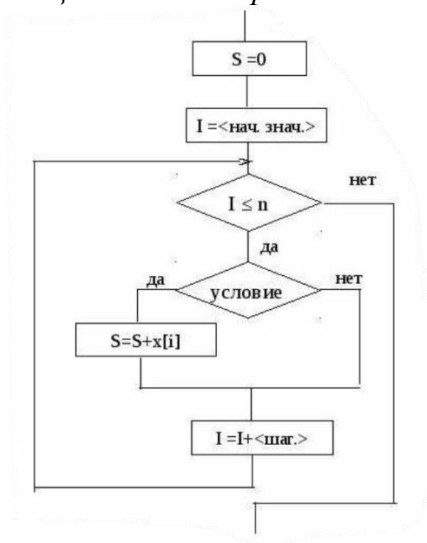 S =0
I =<нач. знач.>
нет
I ≤ n
да
да
нет
условие
S=S+x[i]
I =I+<шаг.>